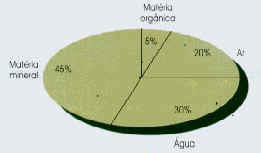 Matéria
orgânica
5%
20%
Ar
Matéria
mineral
45%
30%
Água